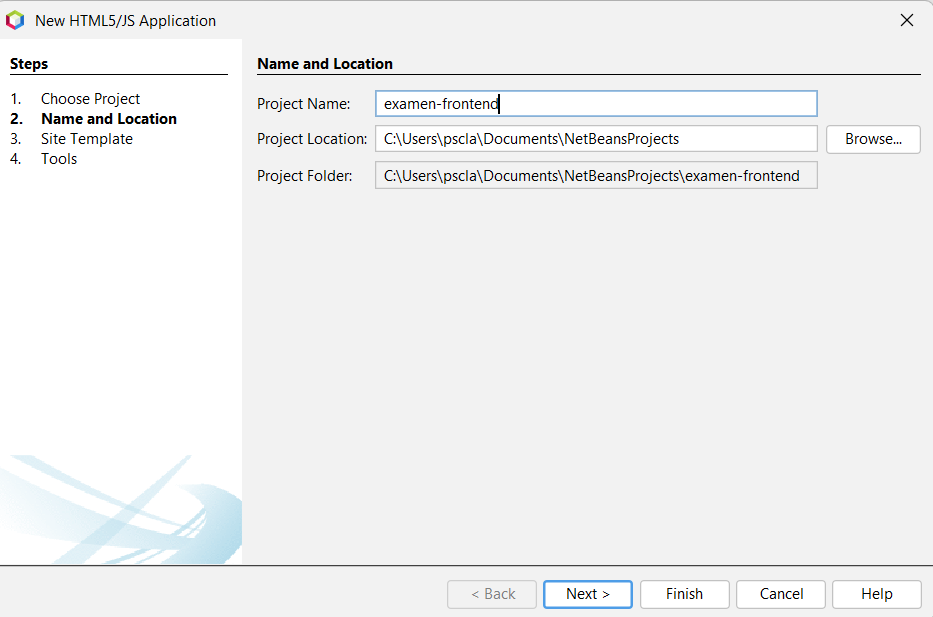 New HTML5/JS Application
Steps
1. Choose Project
2. Name and Location
3. Site Template
4. Tools
Name and Location
Project Name: examen-frontend
Project Location: C:\Users\pscla\Documents\NetBeansProjects Browse...
Project Folder: C:\Users\pscla\Documents\NetBeansProjects\examen-frontend
< Back Next > Finish Cancel Help